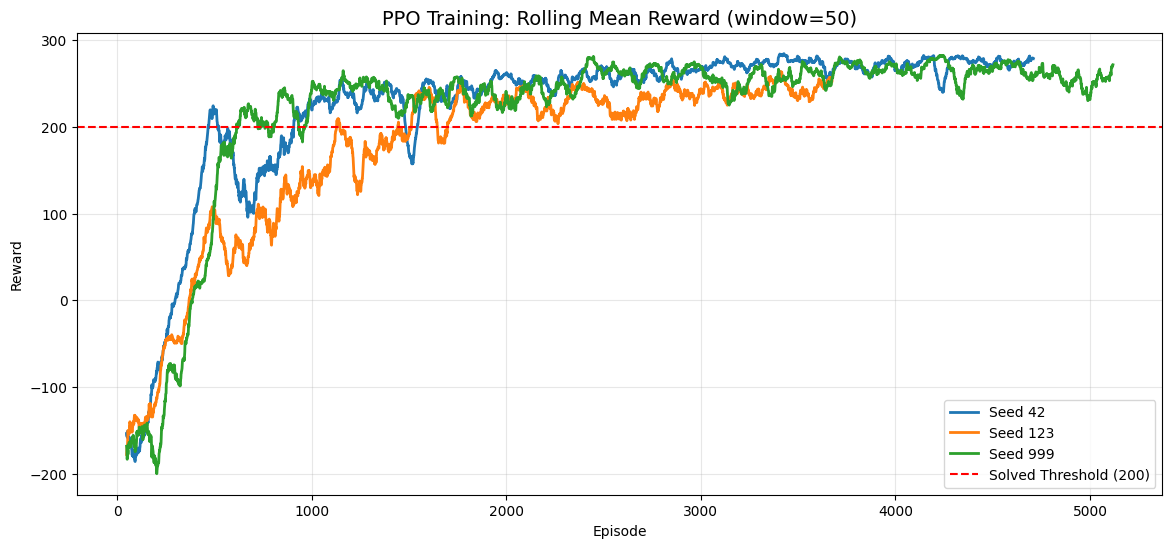 PPO Training: Rolling Mean Reward (window=50)
Reward
300
200
100
0
−100
−200
0
1000
2000
3000
4000
5000
Episode
Seed 42
Seed 123
Seed 999
Solved Threshold (200)